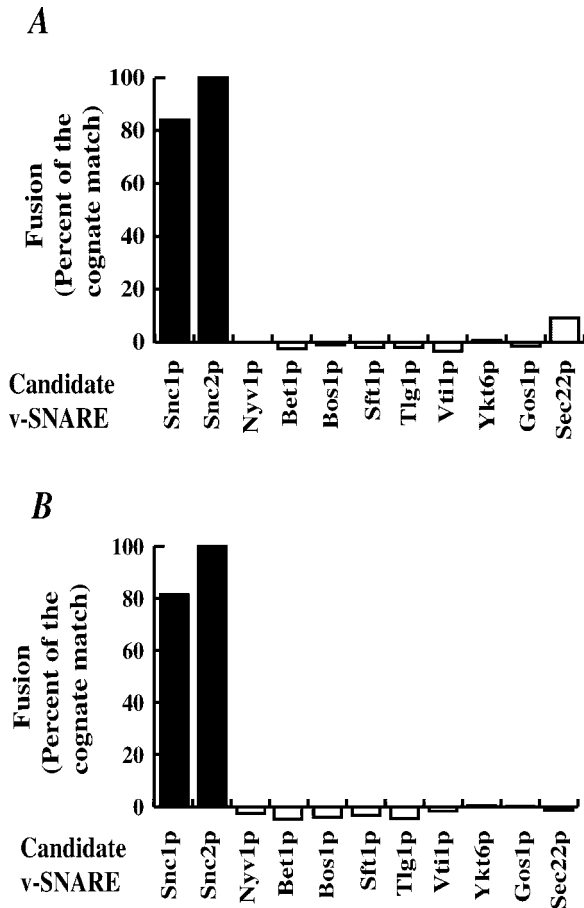 A
Fusion
(Percent of the
cognate match)
100
80
60
40
20
0
Candidate
v-SNARE
Snc1p
Snc2p
Nyv1p
Bet1p
Bos1p
Sft1p
Tlg1p
Vti1p
Ykt6p
Gos1p
Sec22p
B
Fusion
(Percent of the
cognate match)
100
80
60
40
20
0
Candidate
v-SNARE
Snc1p
Snc2p
Nyv1p
Bet1p
Bos1p
Sft1p
Tlg1p
Vti1p
Ykt6p
Gos1p
Sec22p